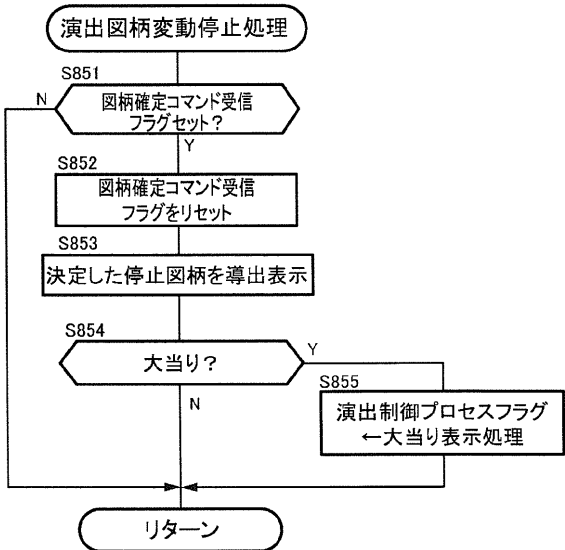 演出図柄変動停止処理
S851
N
図柄確定コマンド受信
フラグセット?
Y
S852
図柄確定コマンド受信
フラグをリセット
S853
決定した停止図柄を導出表示
S854
大当り?
Y
N
S855
演出制御プロセスフラグ
←大当り表示処理
リターン